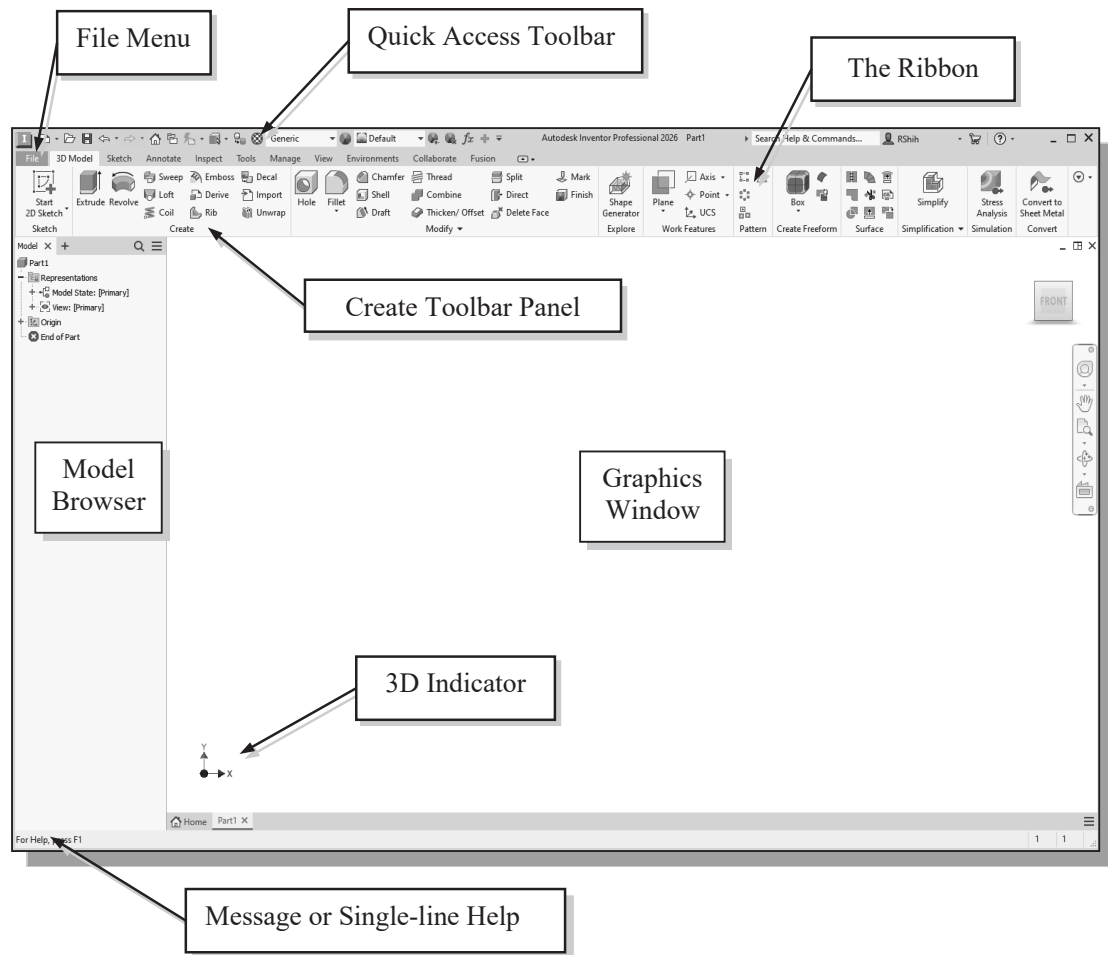 File Menu
Quick Access Toolbar
The Ribbon
Generic
Default
Autodesk Inventor Professional 2026 Part1
Search Help & Commands...
RShih
File 3D Model Sketch Annotate Inspect Tools Manage View Environments Collaborate Fusion
Start
2D Sketch
Sketch
Extrude Revolve
Sweep Emboss Decal
Loft Derive Import
Coil Rib Unwrap
Create
Hole Fillet
Chamfer Thread Split Mark
Shell Combine Direct Finish
Draft Thicken/ Offset Delete Face
Modify
Shape
Generator
Explore
Plane
Axis
Point
UCS
Work Features
Pattern
Box
Create Freeform
Surface
Simplify
Simplification
Stress
Analysis
Simulation
Convert to
Sheet Metal
Convert
Model
Part1
Representations
Model State: [Primary]
View: [Primary]
Origin
End of Part
Create Toolbar Panel
FRONT
Model
Browser
Graphics
Window
3D Indicator
Y
X
Home Part1
For Help, press F1
1 1
Message or Single-line Help